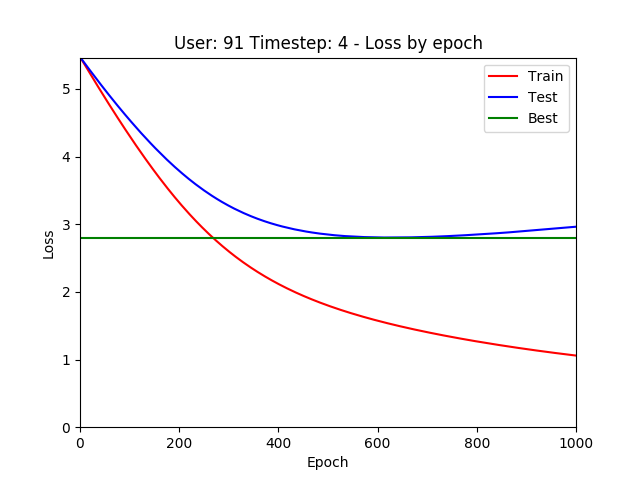 User: 91 Timestep: 4 - Loss by epoch
Train
Test
Best
5
4
3
2
1
0
Loss
0 200 400 600 800 1000
Epoch